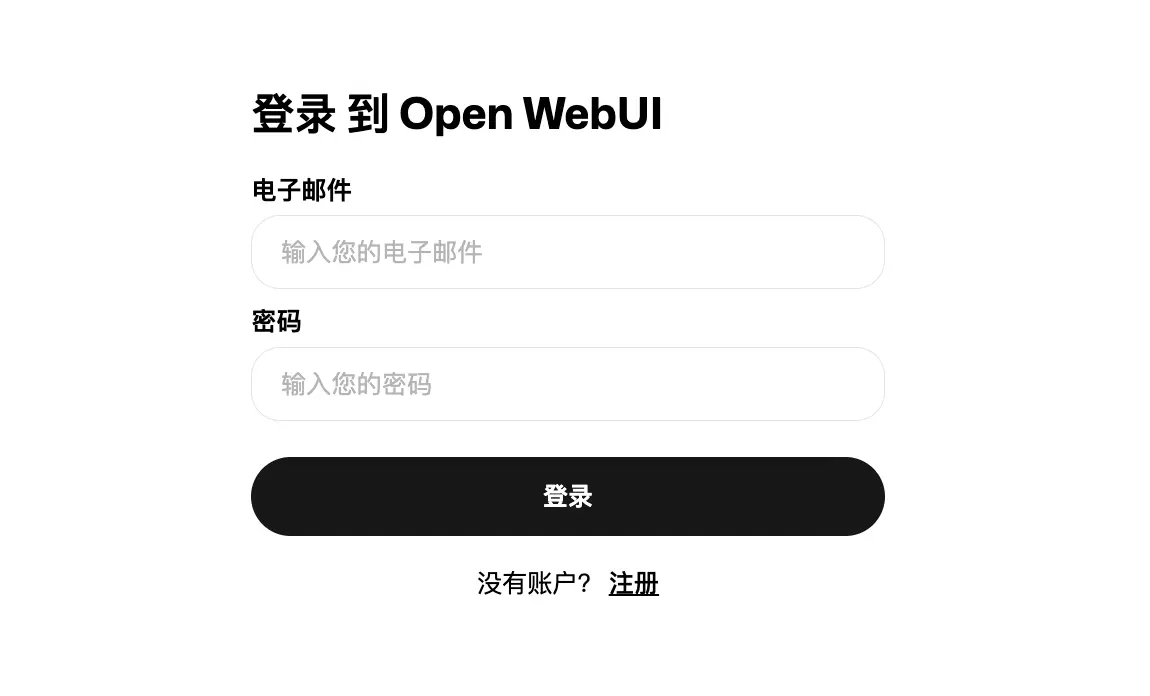 登录 到 Open WebUI
电子邮件
输入您的电子邮件
密码
输入您的密码
登录
没有账户? 注册